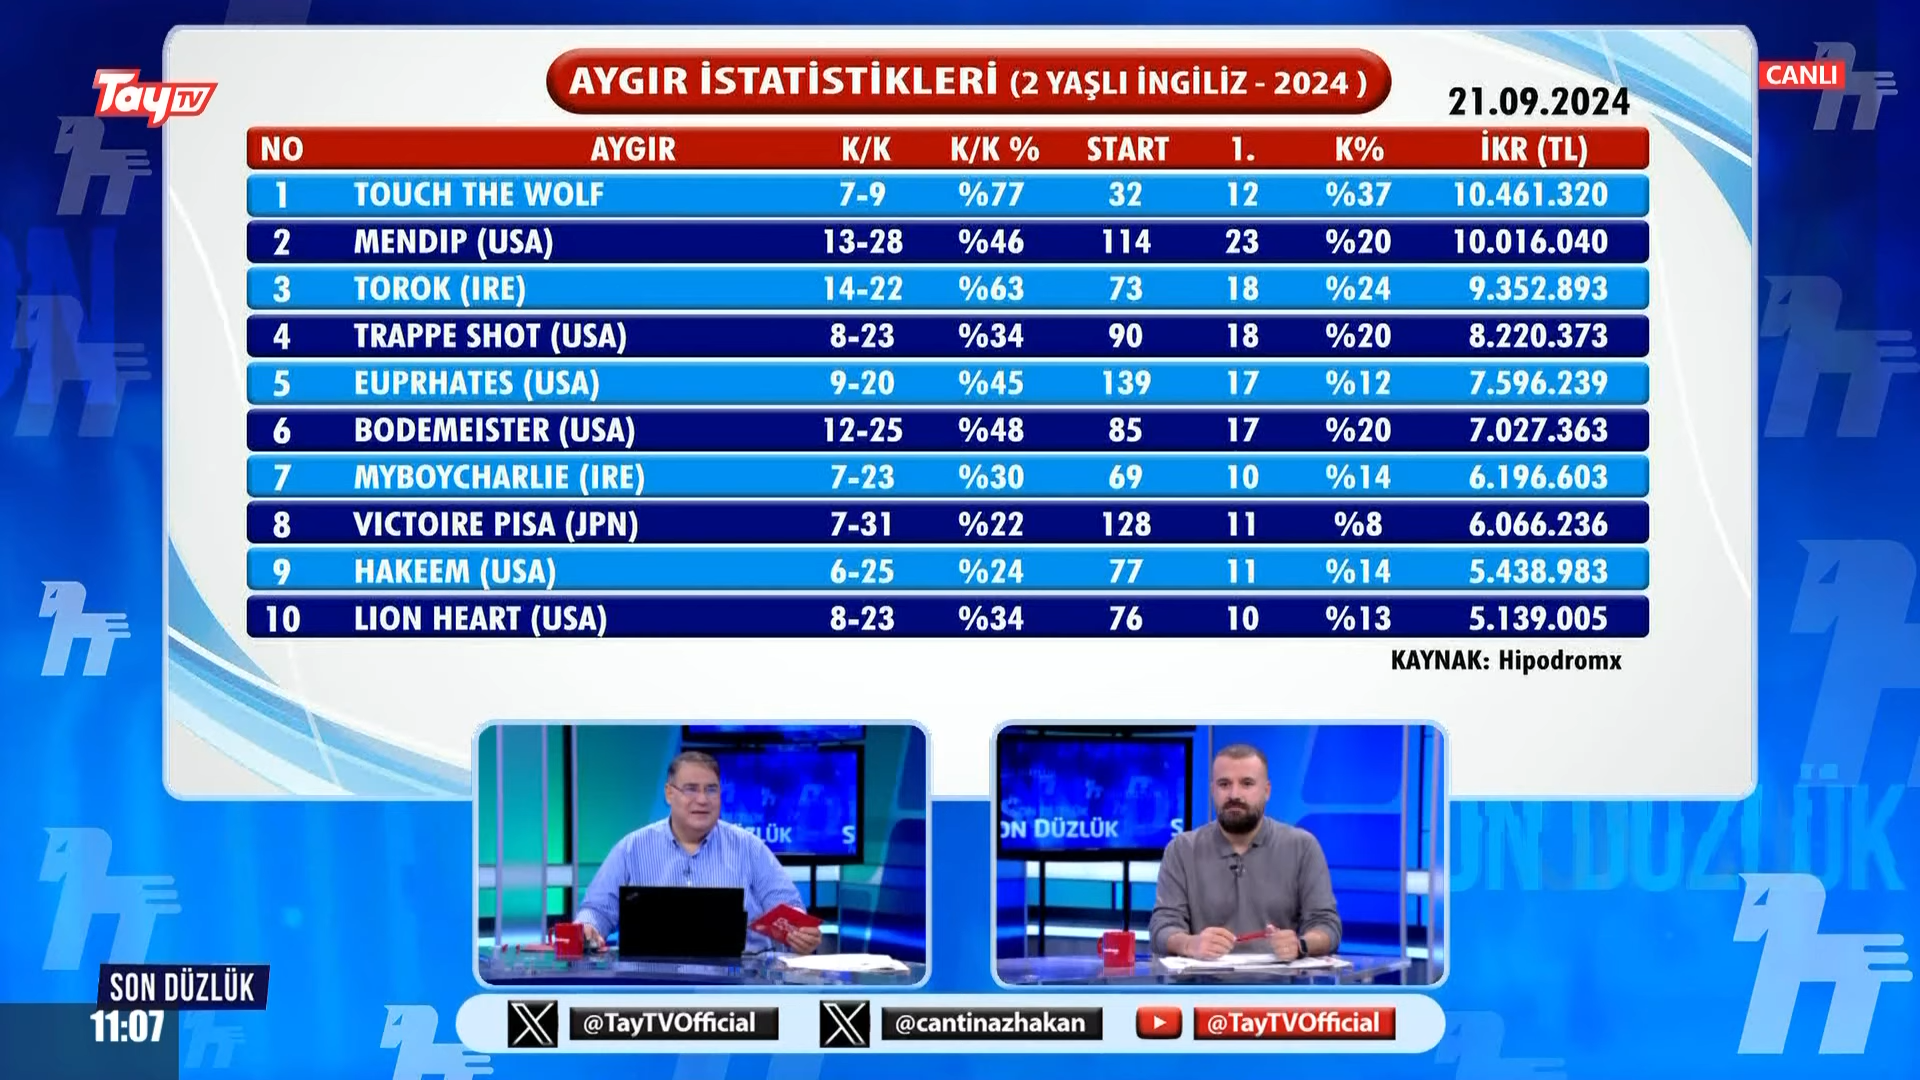 AYGIR İSTATİSTİKLERİ (2 YAŞLI İNGİLİZ - 2024 )
Tay TV
CANLI
21.09.2024
NO AYGIR K/K K/K % START 1. K% İKR (TL)
1 TOUCH THE WOLF 7-9 %77 32 12 %37 10.461.320
2 MENDIP (USA) 13-28 %46 114 23 %20 10.016.040
3 TOROK (IRE) 14-22 %63 73 18 %24 9.352.893
4 TRAPPE SHOT (USA) 8-23 %34 90 18 %20 8.220.373
5 EUPRHATES (USA) 9-20 %45 139 17 %12 7.596.239
6 BODEMEISTER (USA) 12-25 %48 85 17 %20 7.027.363
7 MYBOYCHARLIE (IRE) 7-23 %30 69 10 %14 6.196.603
8 VICTOIRE PISA (JPN) 7-31 %22 128 11 %8 6.066.236
9 HAKEEM (USA) 6-25 %24 77 11 %14 5.438.983
10 LION HEART (USA) 8-23 %34 76 10 %13 5.139.005
KAYNAK: Hipodromx
ZLÜK S
ON DÜZLÜK S
ON DÜZLÜK
SON DÜZLÜK
11:07
@TayTVOfficial @cantinazhakan @TayTVOfficial